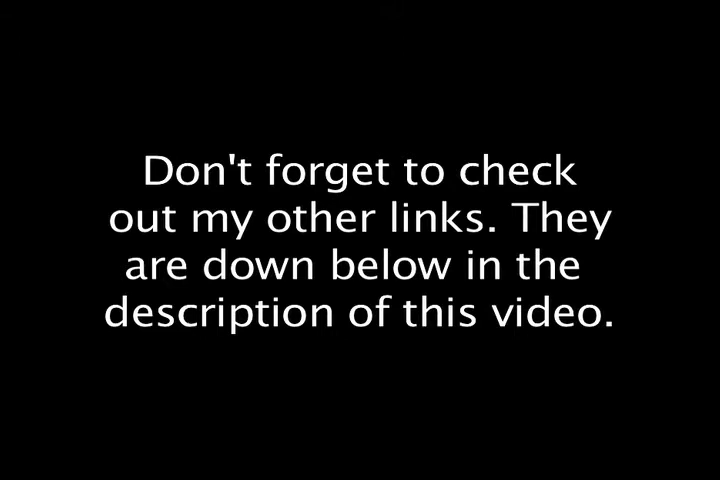 Don't forget to check
out my other links. They
are down below in the
description of this video.